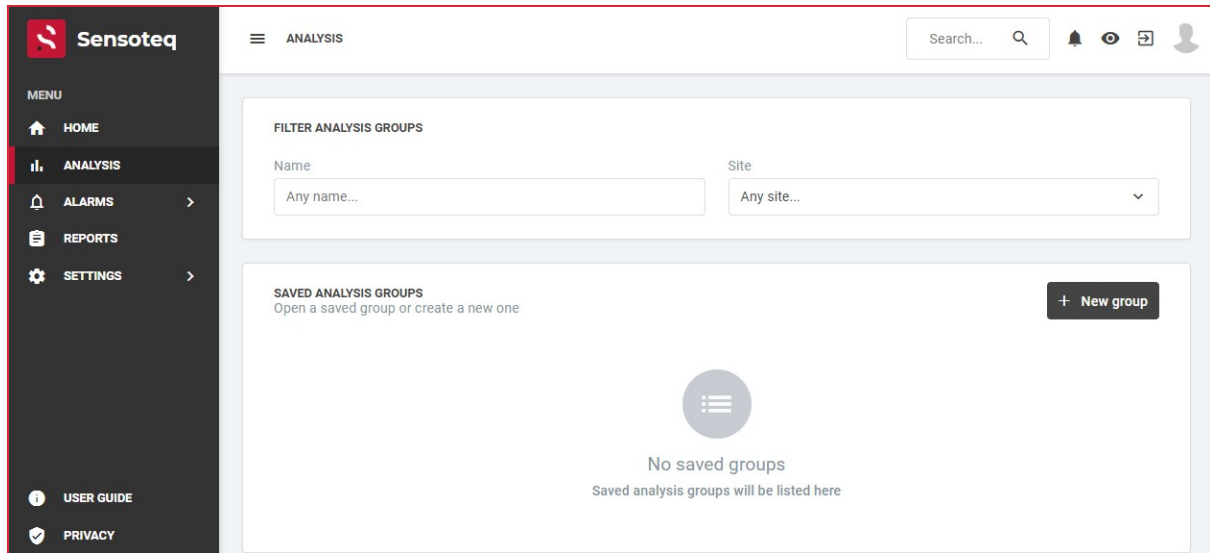 Sensoteq
MENU
HOME
ANALYSIS
ALARMS
REPORTS
SETTINGS
USER GUIDE
PRIVACY
ANALYSIS
Search...
FILTER ANALYSIS GROUPS
Name
Site
Any name...
Any site...
SAVED ANALYSIS GROUPS
Open a saved group or create a new one
+ New group
No saved groups
Saved analysis groups will be listed here